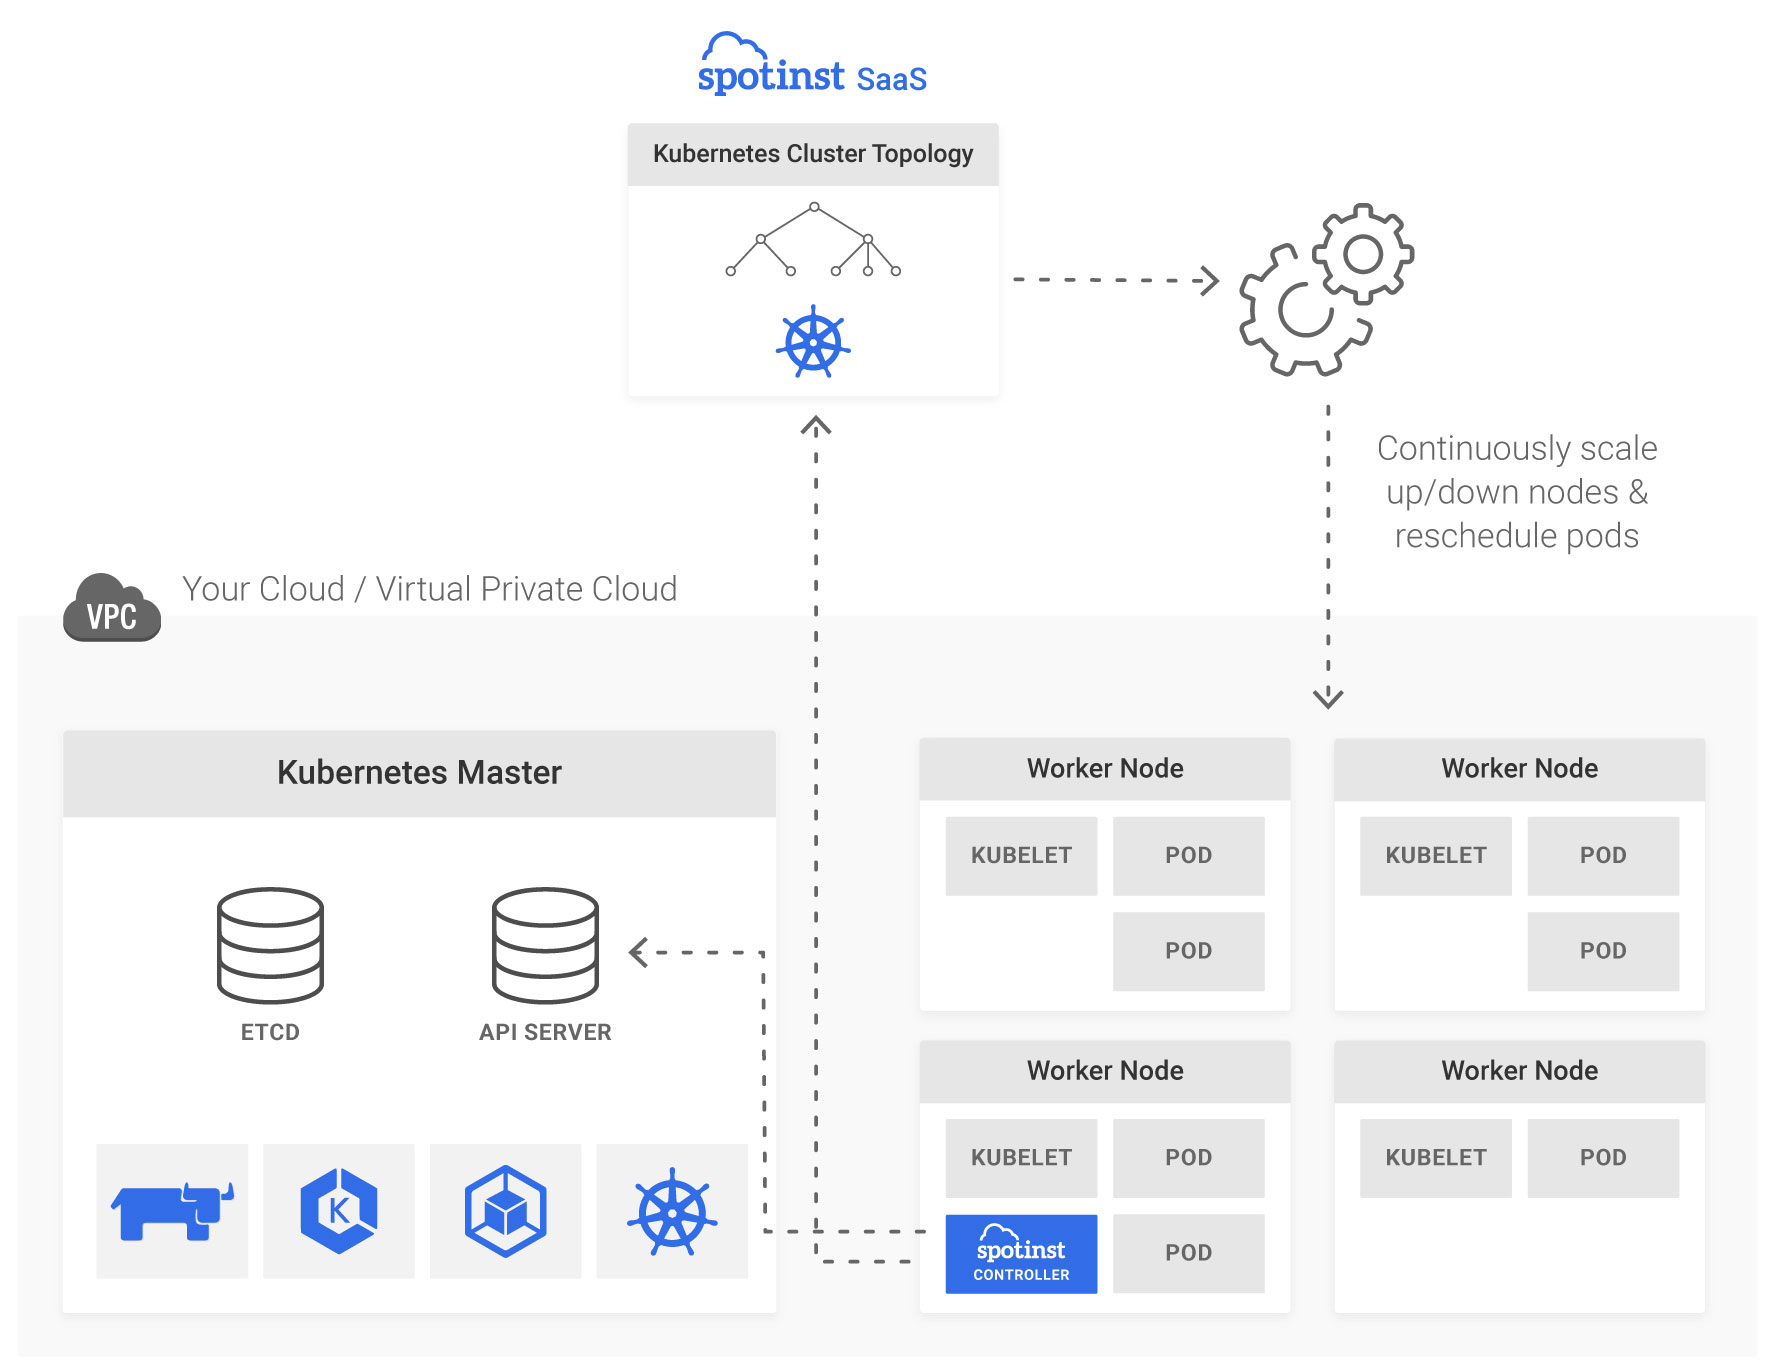 spotinst SaaS
Kubernetes Cluster Topology
Continuously scale
up/down nodes &
reschedule pods
VPC
Your Cloud / Virtual Private Cloud
Kubernetes Master
ETCD
API SERVER
K
Worker Node
KUBELET
POD
POD
Worker Node
KUBELET
POD
POD
Worker Node
KUBELET
POD
spotinst
CONTROLLER
POD
Worker Node
KUBELET
POD